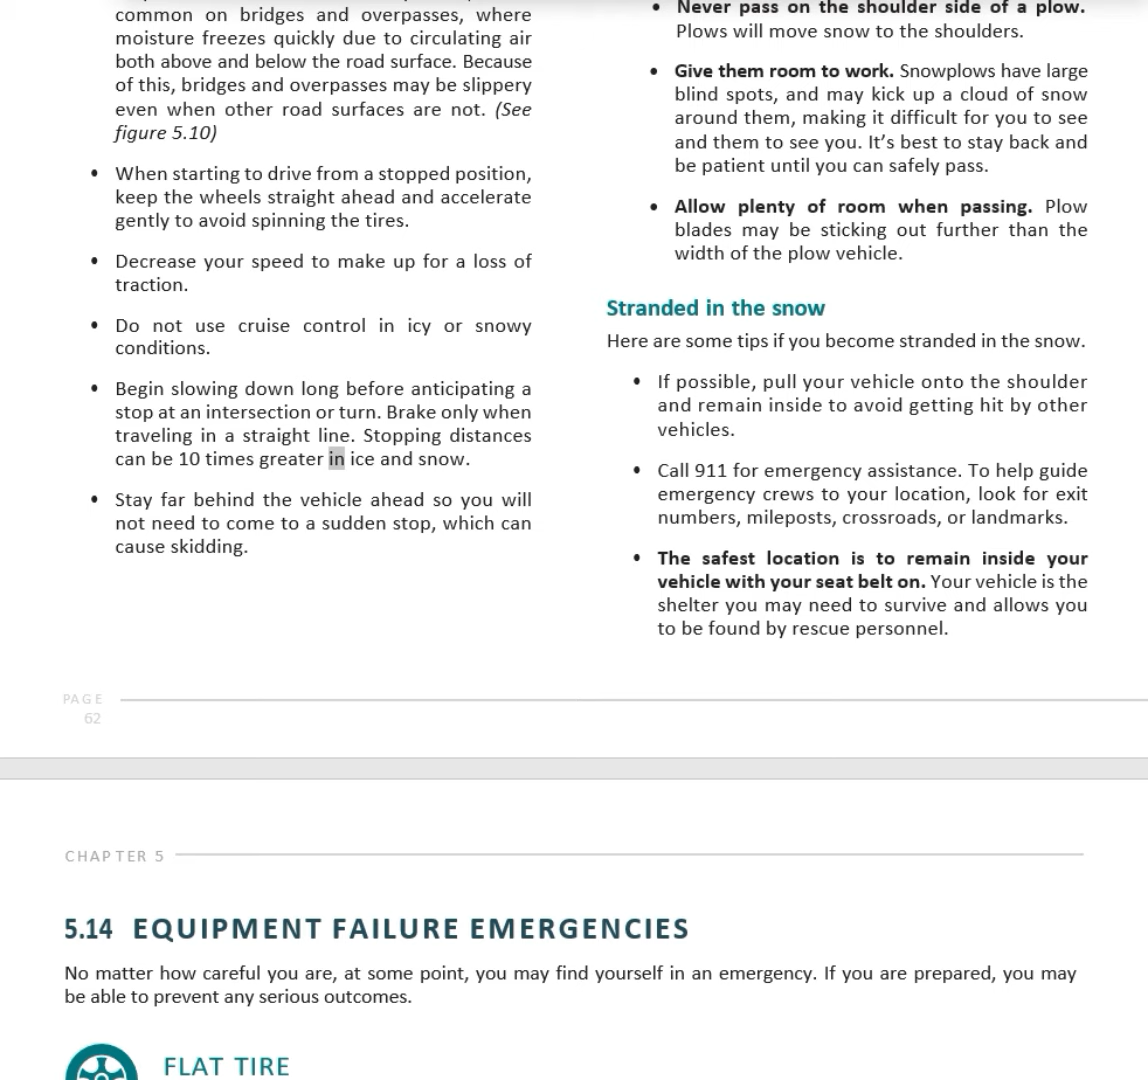 common on bridges and overpasses, where
moisture freezes quickly due to circulating air
both above and below the road surface. Because
of this, bridges and overpasses may be slippery
even when other road surfaces are not. (See
figure 5.10)
• When starting to drive from a stopped position,
keep the wheels straight ahead and accelerate
gently to avoid spinning the tires.
• Decrease your speed to make up for a loss of
traction.
• Do not use cruise control in icy or snowy
conditions.
• Begin slowing down long before anticipating a
stop at an intersection or turn. Brake only when
traveling in a straight line. Stopping distances
can be 10 times greater in ice and snow.
• Stay far behind the vehicle ahead so you will
not need to come to a sudden stop, which can
cause skidding.
• Never pass on the shoulder side of a plow.
Plows will move snow to the shoulders.
• Give them room to work. Snowplows have large
blind spots, and may kick up a cloud of snow
around them, making it difficult for you to see
and them to see you. It’s best to stay back and
be patient until you can safely pass.
• Allow plenty of room when passing. Plow
blades may be sticking out further than the
width of the plow vehicle.
Stranded in the snow
Here are some tips if you become stranded in the snow.
• If possible, pull your vehicle onto the shoulder
and remain inside to avoid getting hit by other
vehicles.
• Call 911 for emergency assistance. To help guide
emergency crews to your location, look for exit
numbers, mileposts, crossroads, or landmarks.
• The safest location is to remain inside your
vehicle with your seat belt on. Your vehicle is the
shelter you may need to survive and allows you
to be found by rescue personnel.
PAGE
62
CHAPTER 5
5.14 EQUIPMENT FAILURE EMERGENCIES
No matter how careful you are, at some point, you may find yourself in an emergency. If you are prepared, you may
be able to prevent any serious outcomes.
FLAT TIRE